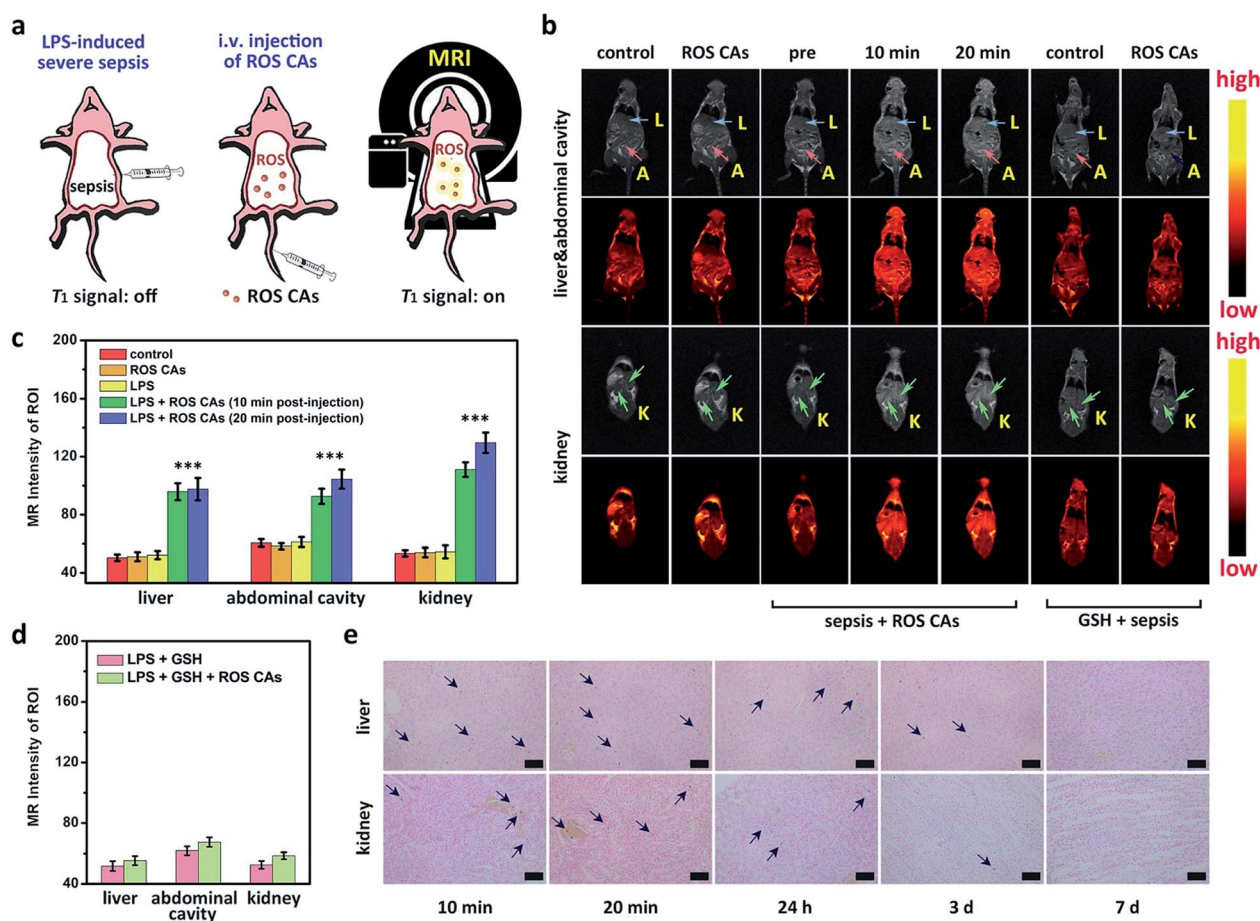 a
LPS-induced
severe sepsis
i.v. injection
of ROS CAs
MRI
sepsis
ROS
ROS
T1 signal: off
ROS CAs
T1 signal: on
b
control ROS CAs pre 10 min 20 min control ROS CAs
liver&abdominal cavity
L L L L L L L
A A A A A A A
kidney
K K K K K K K
high
low
high
low
sepsis + ROS CAs
GSH + sepsis
c
MR Intensity of ROI
200
160
120
80
40
control
ROS CAs
LPS
LPS + ROS CAs (10 min post-injection)
LPS + ROS CAs (20 min post-injection)
*** *** ***
liver abdominal cavity kidney
d
MR Intensity of ROI
200
160
120
80
40
LPS + GSH
LPS + GSH + ROS CAs
liver abdominal kidney
cavity
e
liver
kidney
10 min 20 min 24 h 3 d 7 d